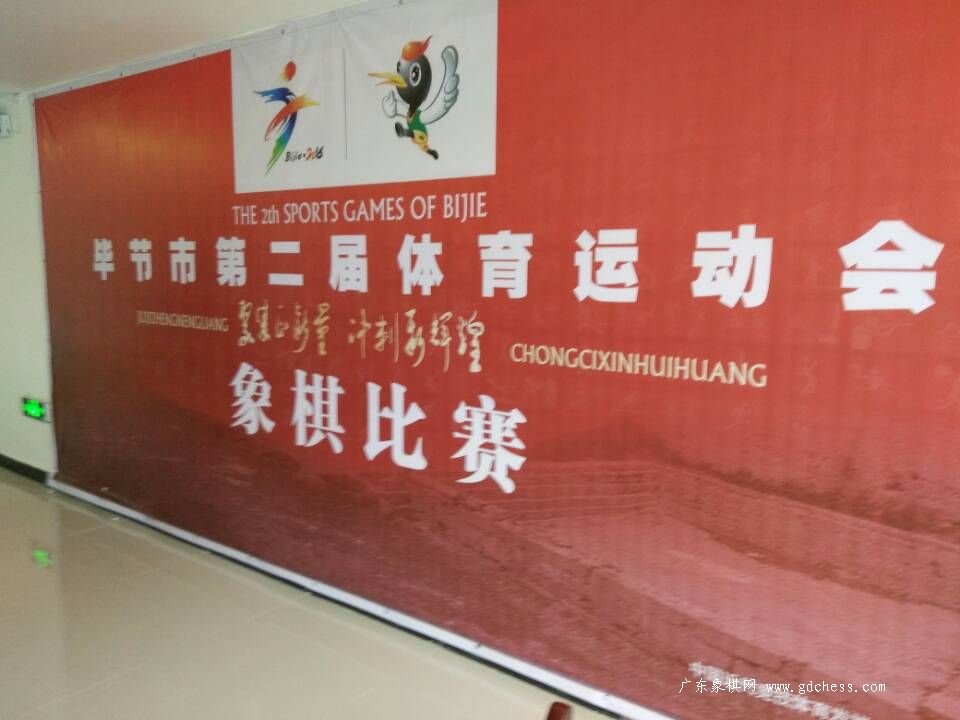 Bijie·2016
THE 2th SPORTS GAMES OF BIJIE
毕节市第二届体育运动会
JUJIZHENGNENGLIANG 聚集正能量 冲刺新辉煌 CHONGCIXINHUIHUANG
象棋比赛
广东象棋网 www.gdchess.com